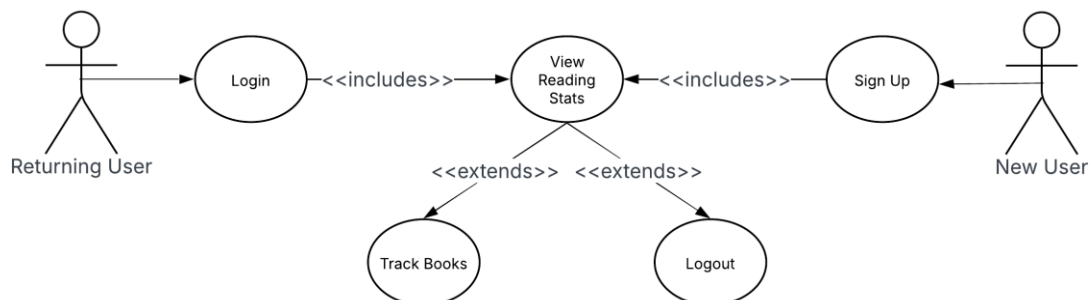 View
Reading
Stats
Login
<<includes>>
<<includes>>
Sign Up
Returning User
<<extends>>
<<extends>>
New User
Track Books
Logout